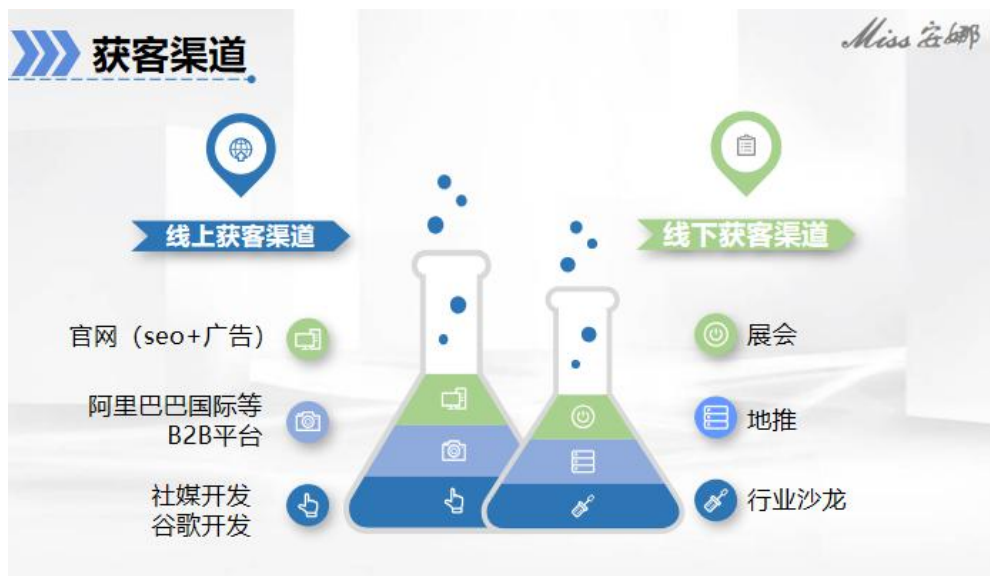 获客渠道
Miss 安娜
线上获客渠道
线下获客渠道
官网（seo+广告）
阿里巴巴国际等
B2B平台
社媒开发
谷歌开发
展会
地推
行业沙龙